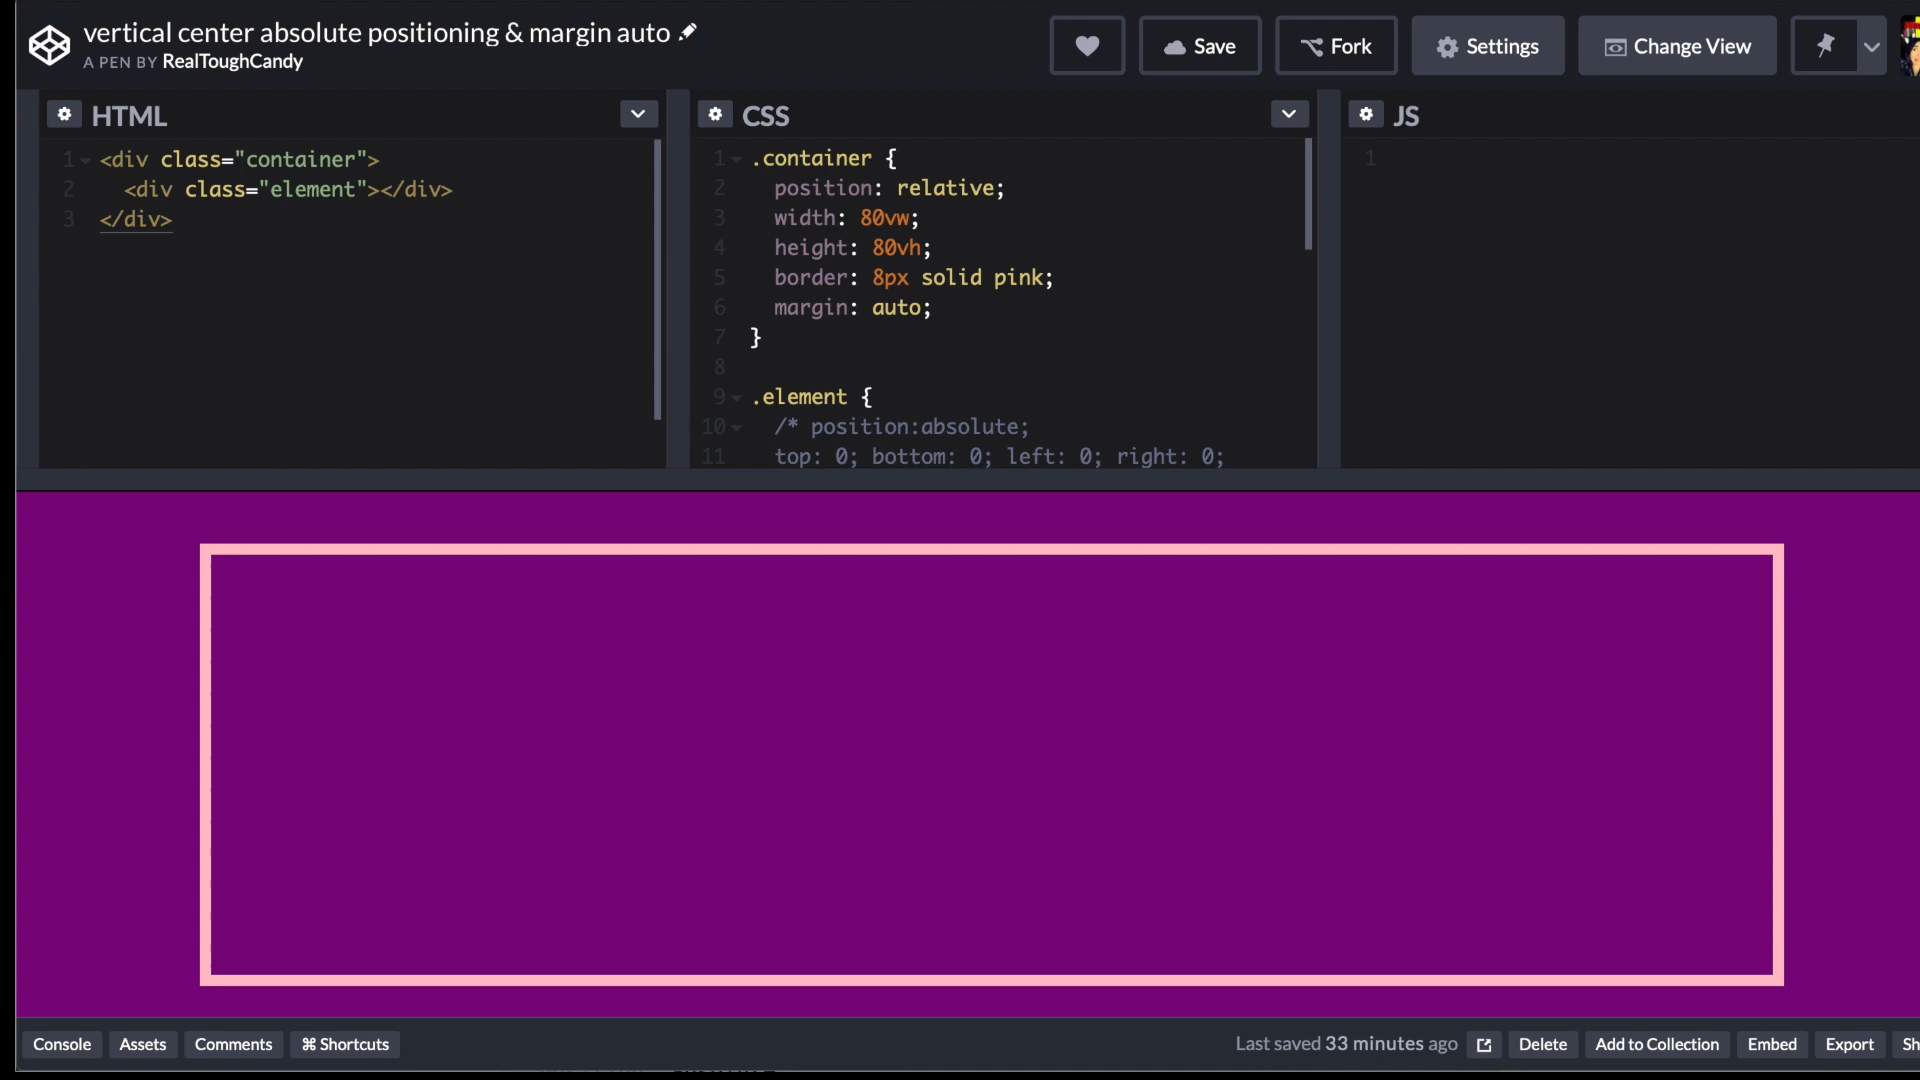 vertical center absolute positioning & margin auto
A PEN BY RealToughCandy
Save
Fork
Settings
Change View
HTML
1 <div class="container">
2 <div class="element"></div>
3 </div>
CSS
1 .container {
2 position: relative;
3 width: 80vw;
4 height: 80vh;
5 border: 8px solid pink;
6 margin: auto;
7 }
8
9 .element {
10 /* position:absolute;
11 top: 0; bottom: 0; left: 0; right: 0;
JS
1
Console
Assets
Comments
⌘ Shortcuts
Last saved 33 minutes ago
Delete
Add to Collection
Embed
Export
Sh